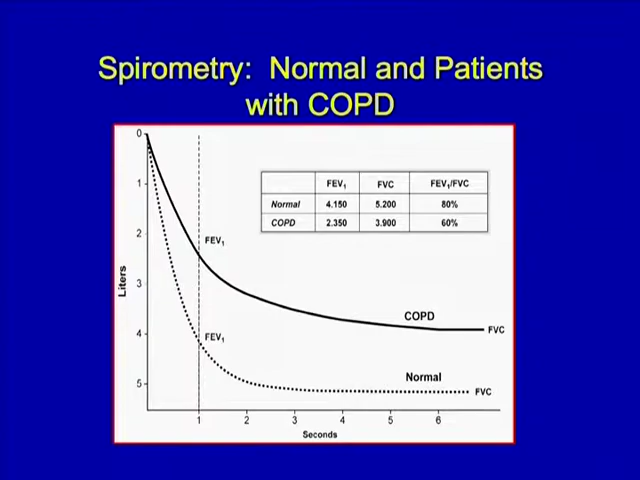 Spirometry: Normal and Patients
with COPD
FEV₁ FVC FEV₁/FVC
Normal 4.150 5.200 80%
COPD 2.350 3.900 60%
0
1
2
3
4
5
Liters
FEV₁
FEV₁
COPD
FVC
Normal
FVC
1 2 3 4 5 6
Seconds